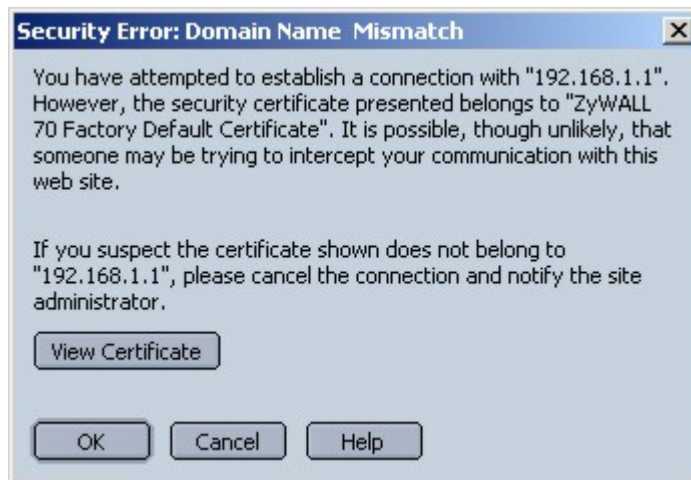 Security Error: Domain Name Mismatch
You have attempted to establish a connection with "192.168.1.1".
However, the security certificate presented belongs to "ZyWALL
70 Factory Default Certificate". It is possible, though unlikely, that
someone may be trying to intercept your communication with this
web site.
If you suspect the certificate shown does not belong to
"192.168.1.1", please cancel the connection and notify the site
administrator.
View Certificate
OK Cancel Help